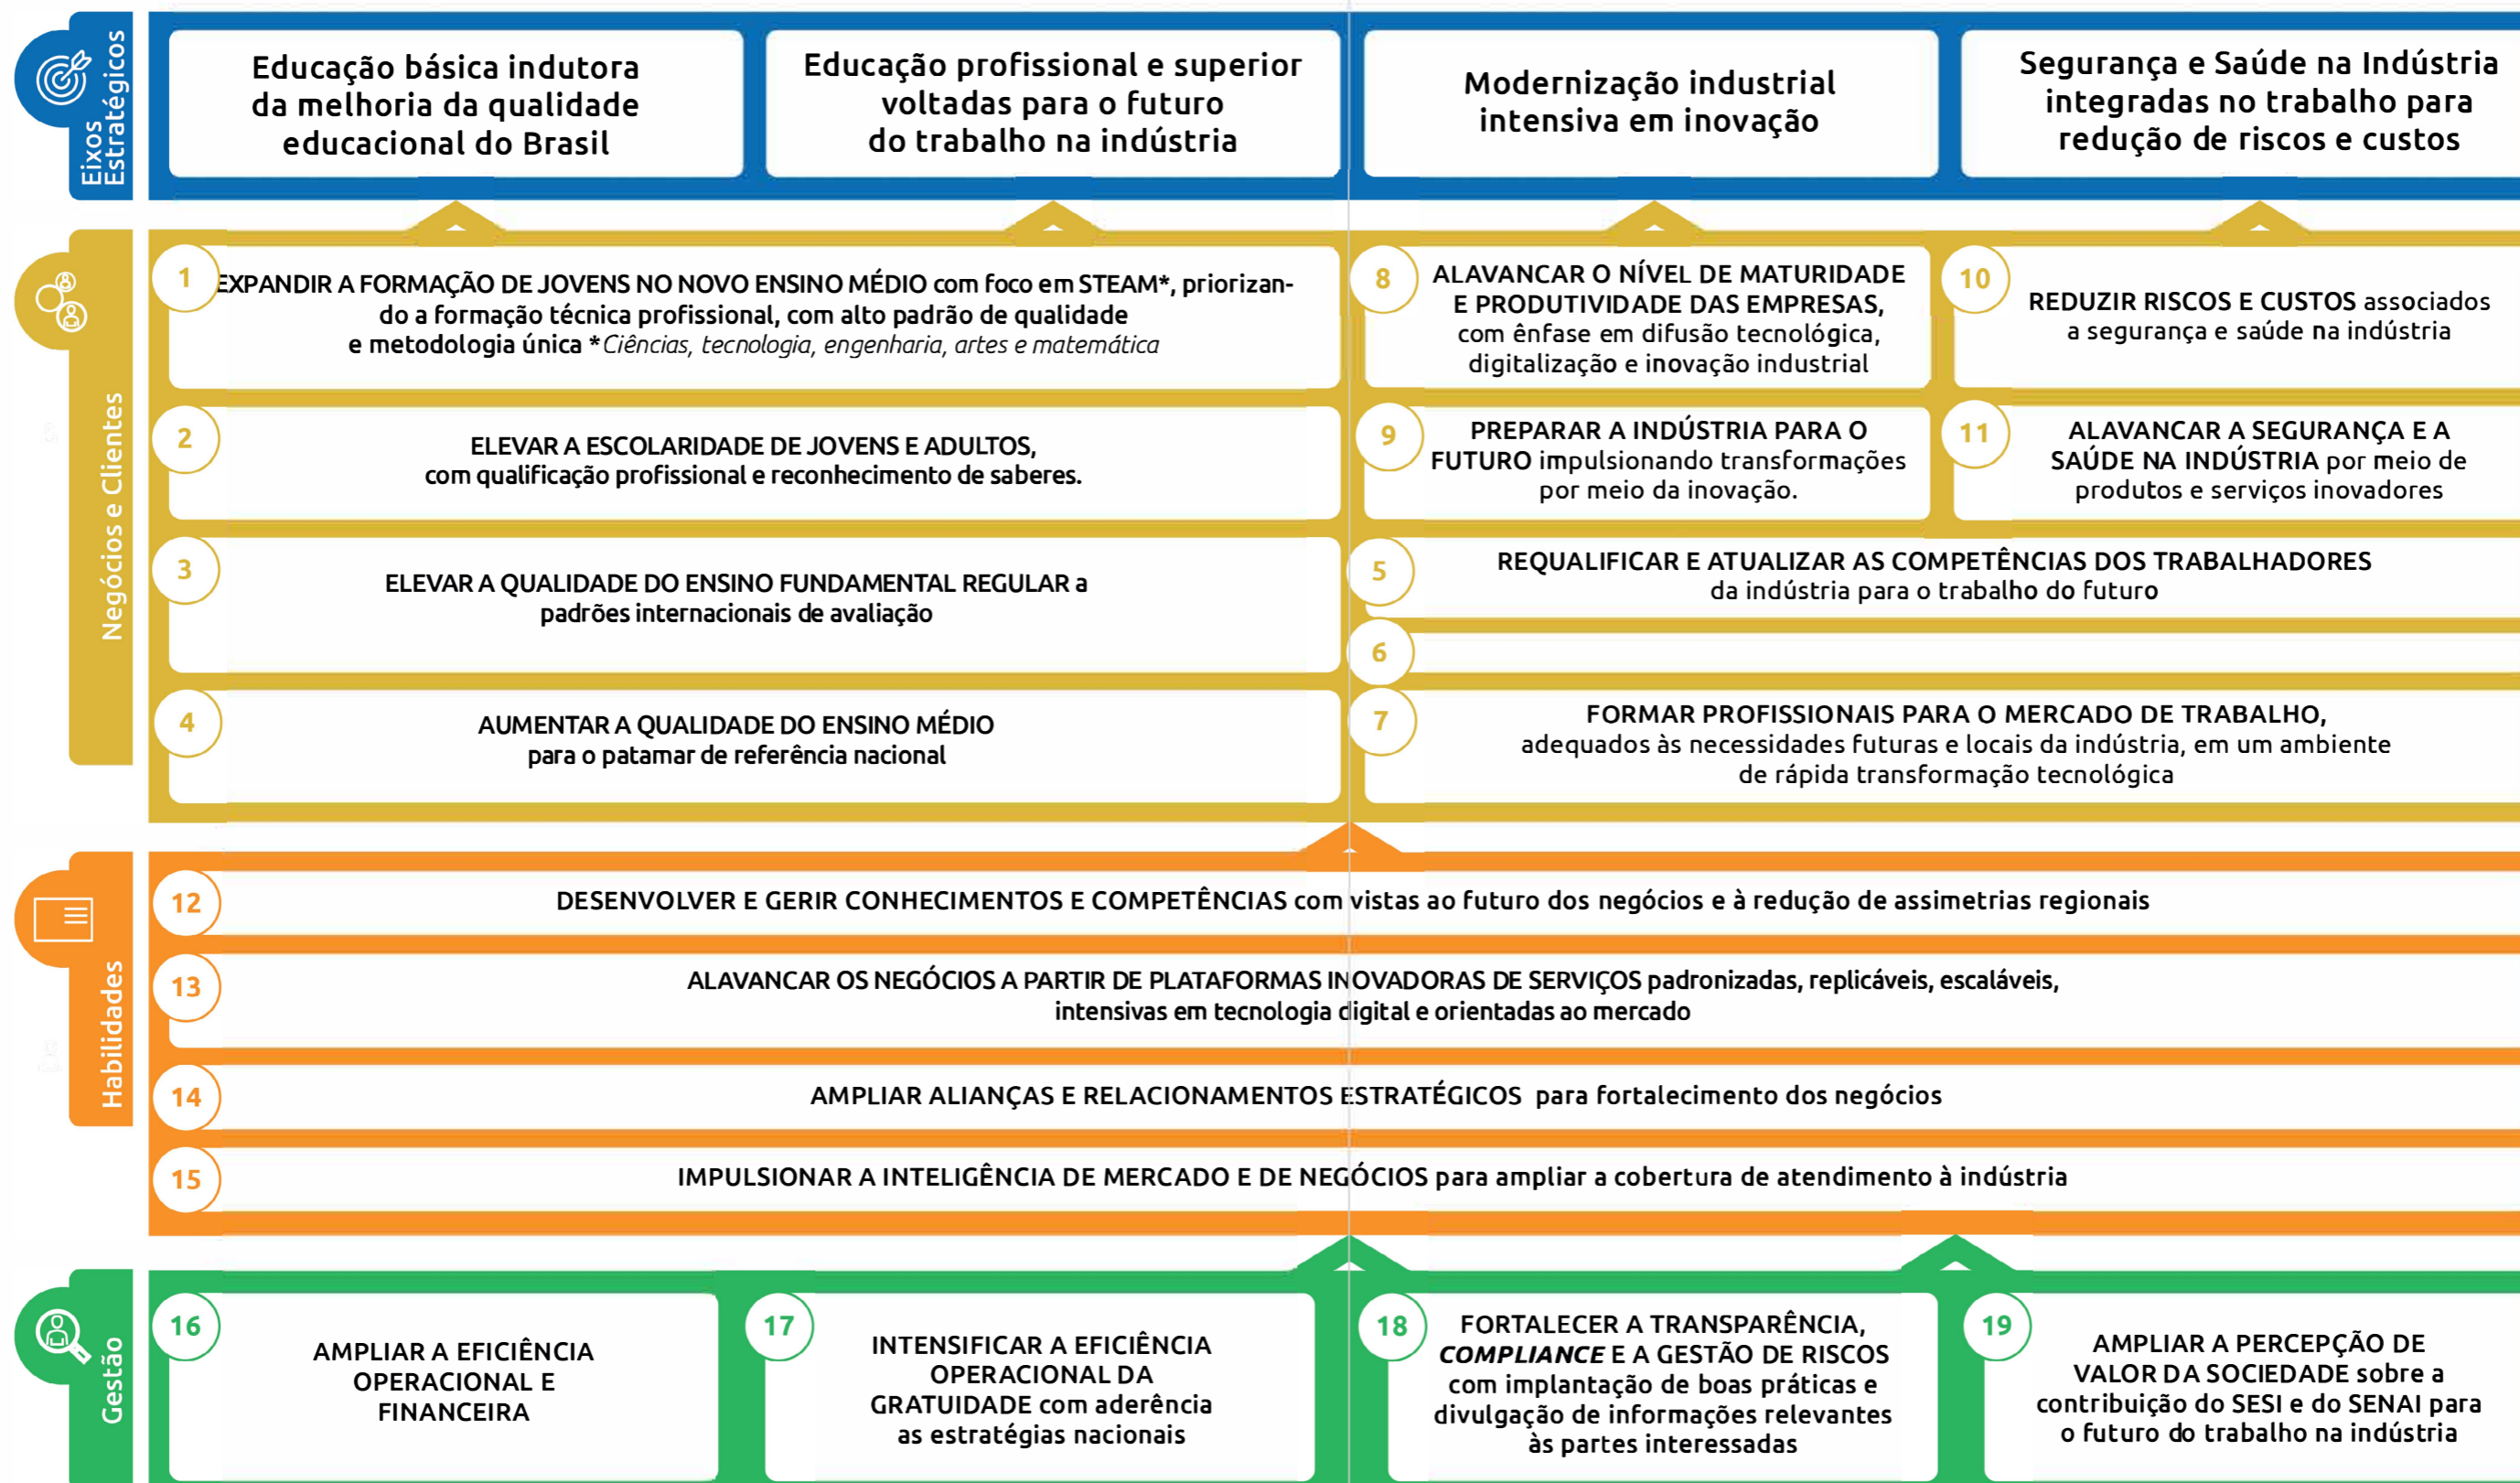 Eixos
Estratégicos
Educação básica indutora
da melhoria da qualidade
educacional do Brasil
Educação profissional e superior
voltadas para o futuro
do trabalho na indústria
Modernização industrial
intensiva em inovação
Segurança e Saúde na Indústria
integradas no trabalho para
redução de riscos e custos
Negócios e Clientes
1
EXPANDIR A FORMAÇÃO DE JOVENS NO NOVO ENSINO MÉDIO com foco em STEAM*, priorizan-
do a formação técnica profissional, com alto padrão de qualidade
e metodologia única *Ciências, tecnologia, engenharia, artes e matemática
2
ELEVAR A ESCOLARIDADE DE JOVENS E ADULTOS,
com qualificação profissional e reconhecimento de saberes.
3
ELEVAR A QUALIDADE DO ENSINO FUNDAMENTAL REGULAR a
padrões internacionais de avaliação
4
AUMENTAR A QUALIDADE DO ENSINO MÉDIO
para o patamar de referência nacional
8
ALAVANCAR O NÍVEL DE MATURIDADE
E PRODUTIVIDADE DAS EMPRESAS,
com ênfase em difusão tecnológica,
digitalização e inovação industrial
10
REDUZIR RISCOS E CUSTOS associados
a segurança e saúde na indústria
9
PREPARAR A INDÚSTRIA PARA O
FUTURO impulsionando transformações
por meio da inovação.
11
ALAVANCAR A SEGURANÇA E A
SAÚDE NA INDÚSTRIA por meio de
produtos e serviços inovadores
5
REQUALIFICAR E ATUALIZAR AS COMPETÊNCIAS DOS TRABALHADORES
da indústria para o trabalho do futuro
6
7
FORMAR PROFISSIONAIS PARA O MERCADO DE TRABALHO,
adequados às necessidades futuras e locais da indústria, em um ambiente
de rápida transformação tecnológica
Habilidades
12
DESENVOLVER E GERIR CONHECIMENTOS E COMPETÊNCIAS com vistas ao futuro dos negócios e à redução de assimetrias regionais
13
ALAVANCAR OS NEGÓCIOS A PARTIR DE PLATAFORMAS INOVADORAS DE SERVIÇOS padronizadas, replicáveis, escaláveis,
intensivas em tecnologia digital e orientadas ao mercado
14
AMPLIAR ALIANÇAS E RELACIONAMENTOS ESTRATÉGICOS para fortalecimento dos negócios
15
IMPULSIONAR A INTELIGÊNCIA DE MERCADO E DE NEGÓCIOS para ampliar a cobertura de atendimento à indústria
Gestão
16
AMPLIAR A EFICIÊNCIA
OPERACIONAL E
FINANCEIRA
17
INTENSIFICAR A EFICIÊNCIA
OPERACIONAL DA
GRATUIDADE com aderência
as estratégias nacionais
18
FORTALECER A TRANSPARÊNCIA,
COMPLIANCE E A GESTÃO DE RISCOS
com implantação de boas práticas e
divulgação de informações relevantes
às partes interessadas
19
AMPLIAR A PERCEPÇÃO DE
VALOR DA SOCIEDADE sobre a
contribuição do SESI e do SENAI para
o futuro do trabalho na indústria